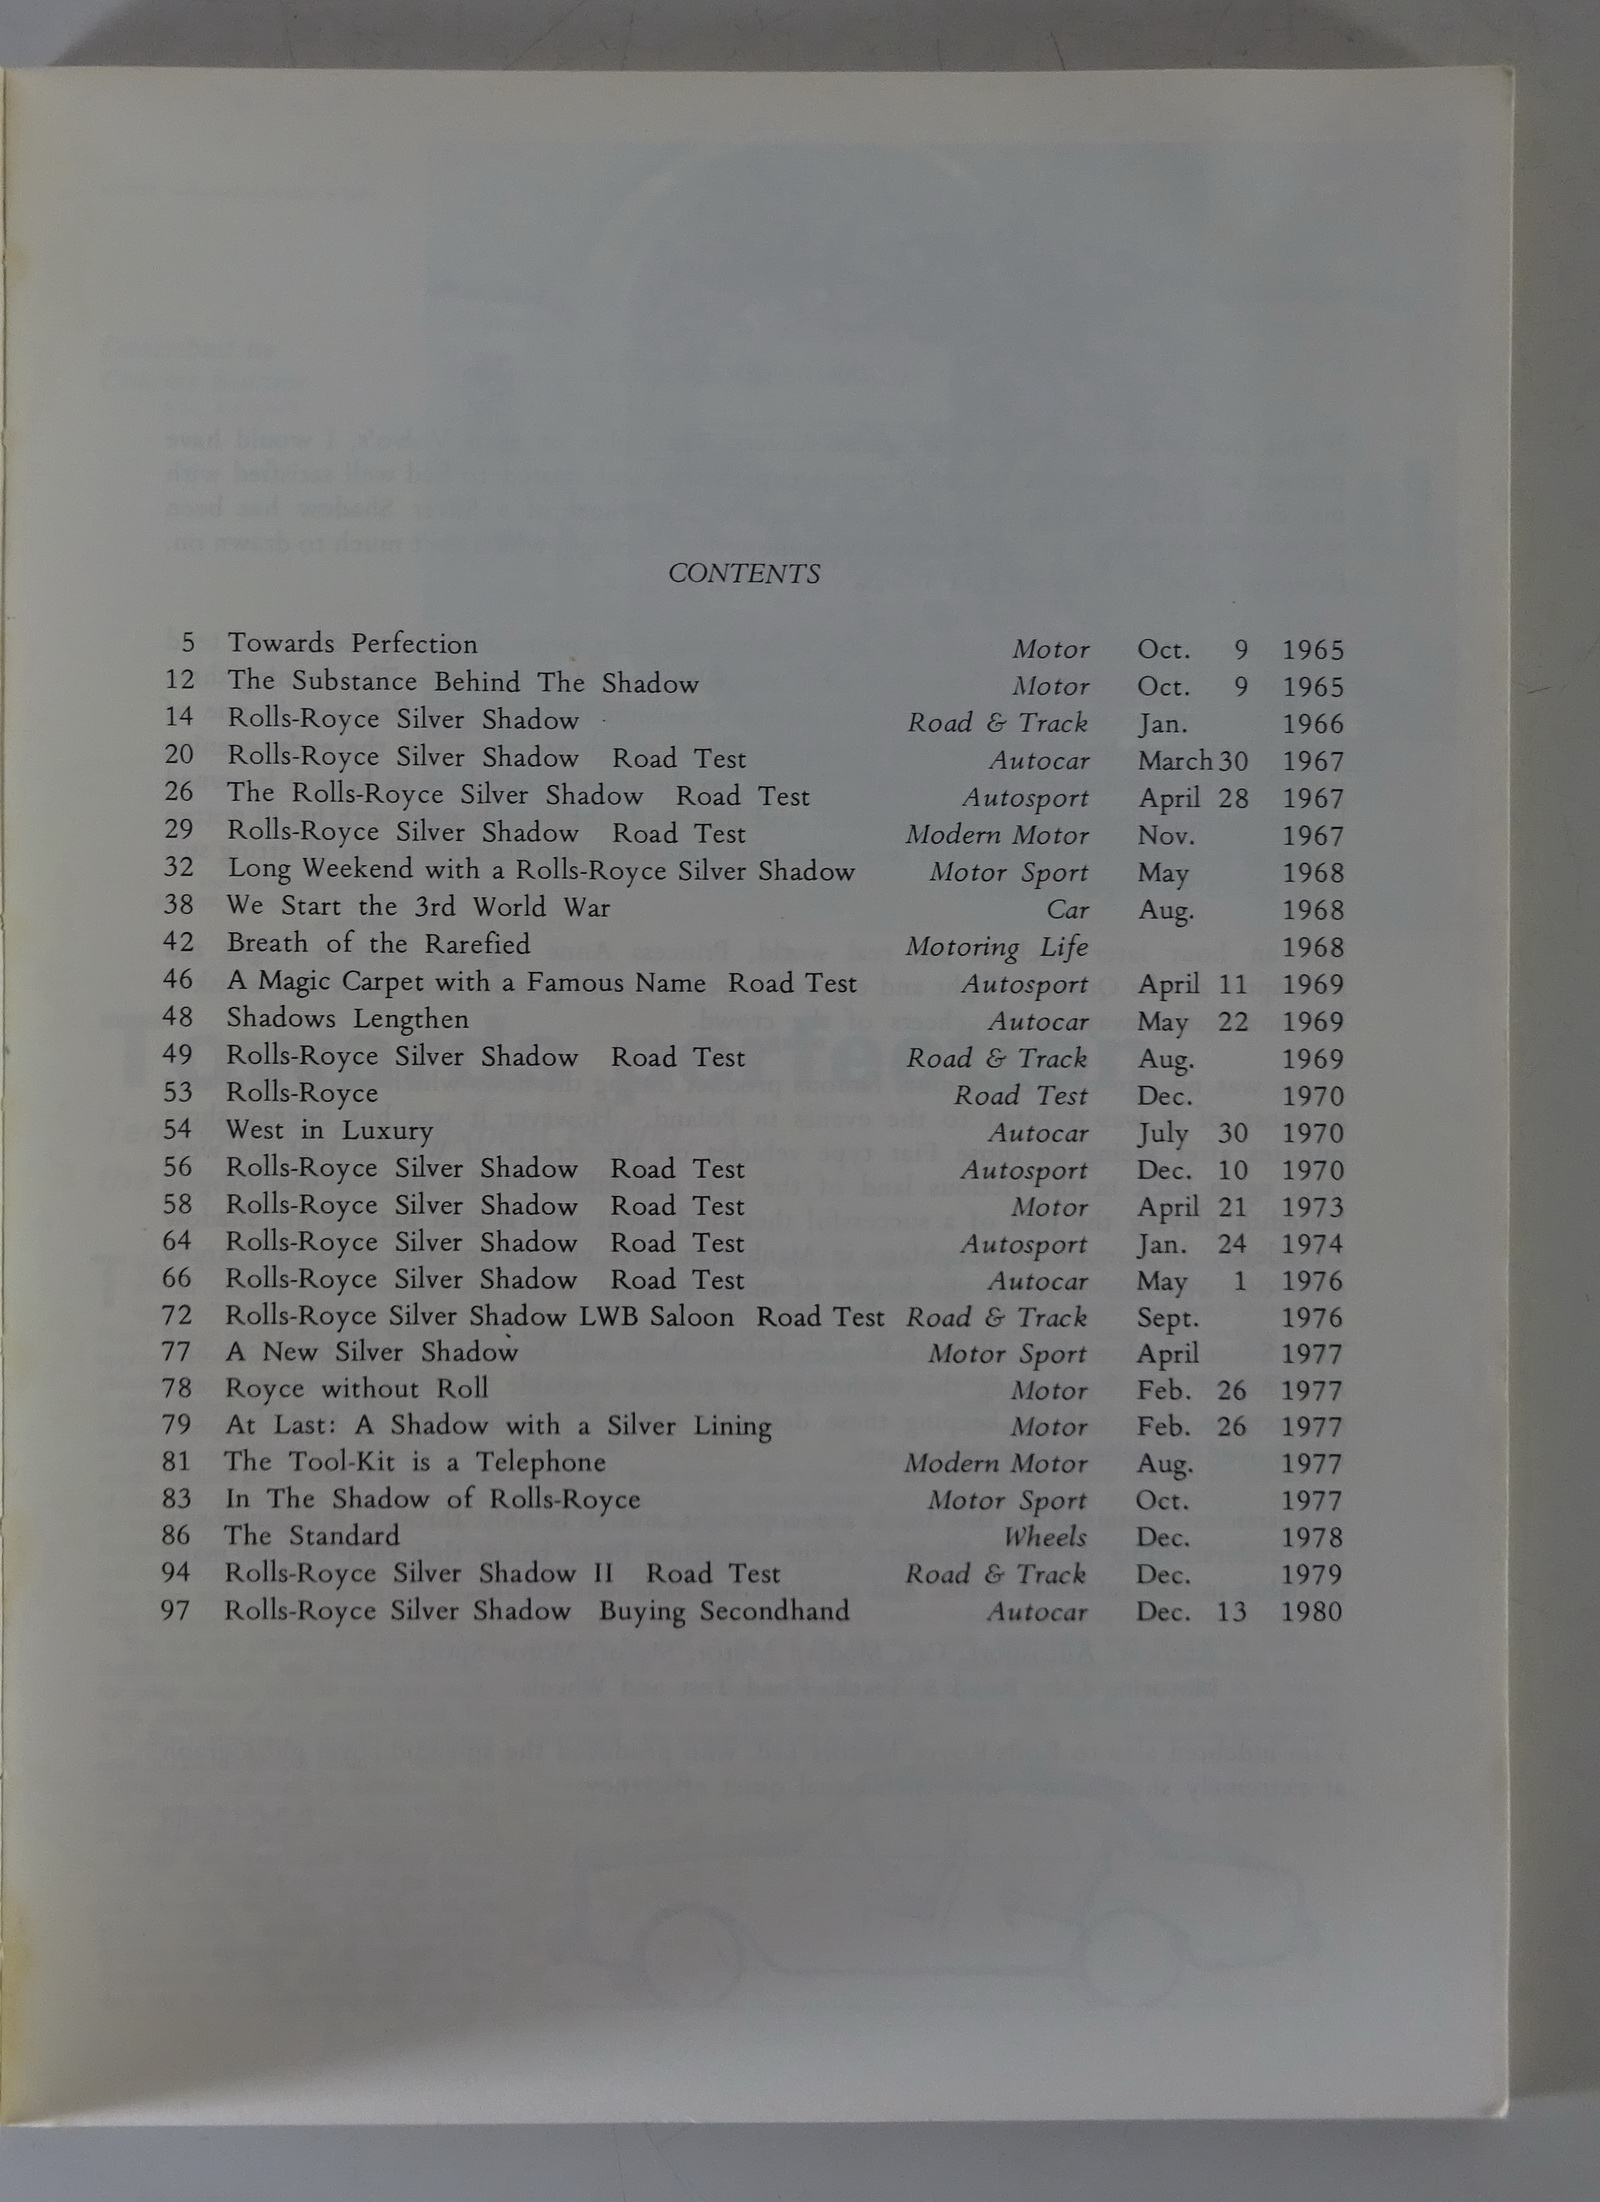 CONTENTS
5 Towards Perfection Motor Oct. 9 1965
12 The Substance Behind The Shadow Motor Oct. 9 1965
14 Rolls-Royce Silver Shadow Road & Track Jan. 1966
20 Rolls-Royce Silver Shadow Road Test Autocar March 30 1967
26 The Rolls-Royce Silver Shadow Road Test Autosport April 28 1967
29 Rolls-Royce Silver Shadow Road Test Modern Motor Nov. 1967
32 Long Weekend with a Rolls-Royce Silver Shadow Motor Sport May 1968
38 We Start the 3rd World War Car Aug. 1968
42 Breath of the Rarefied Motoring Life 1968
46 A Magic Carpet with a Famous Name Road Test Autosport April 11 1969
48 Shadows Lengthen Autocar May 22 1969
49 Rolls-Royce Silver Shadow Road Test Road & Track Aug. 1969
53 Rolls-Royce Road Test Dec. 1970
54 West in Luxury Autocar July 30 1970
56 Rolls-Royce Silver Shadow Road Test Autosport Dec. 10 1970
58 Rolls-Royce Silver Shadow Road Test Motor April 21 1973
64 Rolls-Royce Silver Shadow Road Test Autosport Jan. 24 1974
66 Rolls-Royce Silver Shadow Road Test Autocar May 1 1976
72 Rolls-Royce Silver Shadow LWB Saloon Road Test Road & Track Sept. 1976
77 A New Silver Shadow Motor Sport April 1977
78 Royce without Roll Motor Feb. 26 1977
79 At Last: A Shadow with a Silver Lining Motor Feb. 26 1977
81 The Tool-Kit is a Telephone Modern Motor Aug. 1977
83 In The Shadow of Rolls-Royce Motor Sport Oct. 1977
86 The Standard Wheels Dec. 1978
94 Rolls-Royce Silver Shadow II Road Test Road & Track Dec. 1979
97 Rolls-Royce Silver Shadow Buying Secondhand Autocar Dec. 13 1980